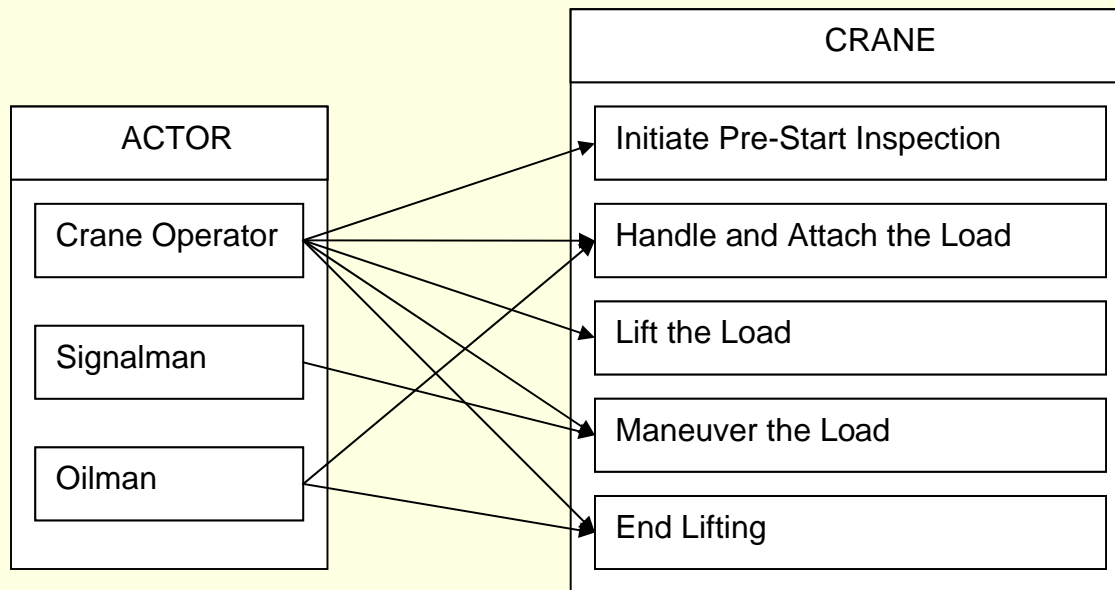 ACTOR
Crane Operator
Signalman
Oilman
CRANE
Initiate Pre-Start Inspection
Handle and Attach the Load
Lift the Load
Maneuver the Load
End Lifting